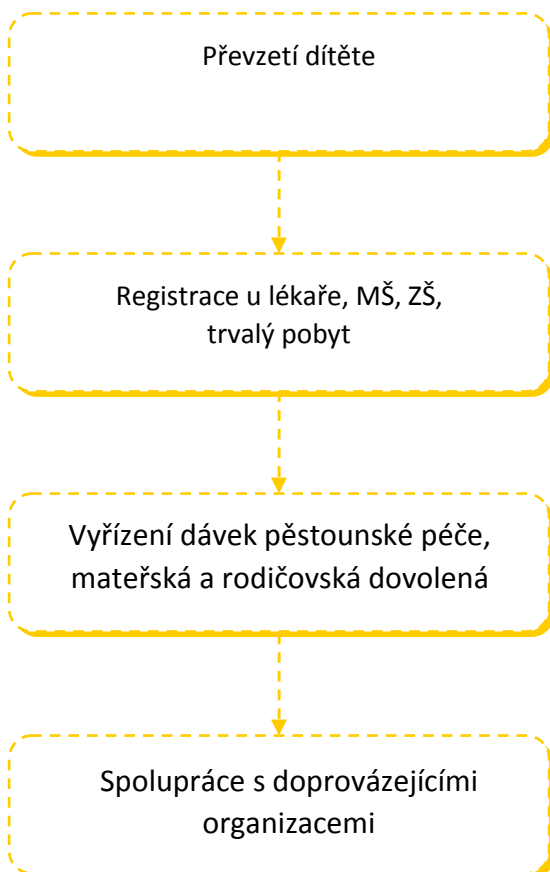 Převzetí dítěte
Registrace u lékaře, MŠ, ZŠ,
trvalý pobyt
Vyřízení dávek pěstounské péče,
mateřská a rodičovská dovolená
Spolupráce s doprovázejícími
organizacemi